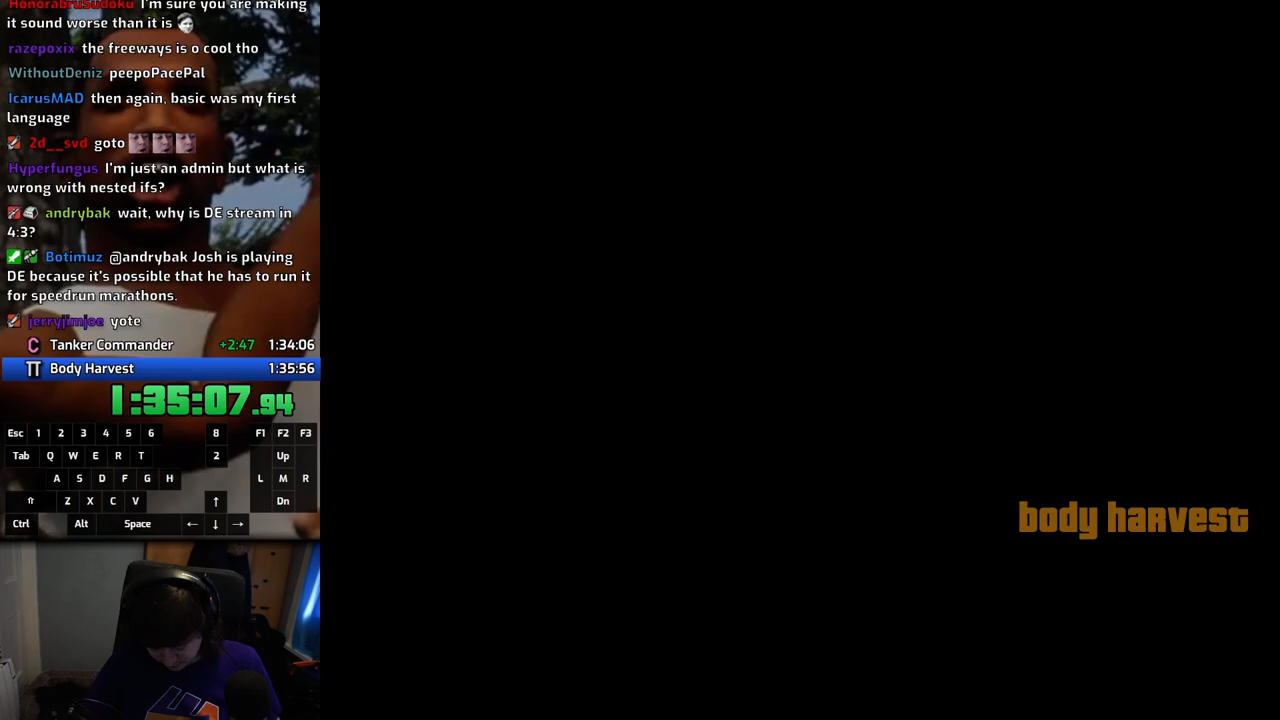 HonorabruSudoku I'm sure you are making
it sound worse than it is
razepoxix the freeways is o cool tho
WithoutDeniz peepoPacePal
IcarusMAD then again, basic was my first
language
2d__svd goto
Hyperfungus I'm just an admin but what is
wrong with nested ifs?
andrybak wait, why is DE stream in
4:3?
Botimuz @andrybak Josh is playing
DE because it's possible that he has to run it
for speedrun marathons.
jerryjimjoe yote
Tanker Commander +2:47 1:34:06
Body Harvest 1:35:56
1:35:07.94
Esc 1 2 3 4 5 6 8 F1 F2 F3
Tab Q W E R T 2 Up
A S D F G H L M R
⇧ Z X C V ↑ Dn
Ctrl Alt Space ← ↓ →
body harvest